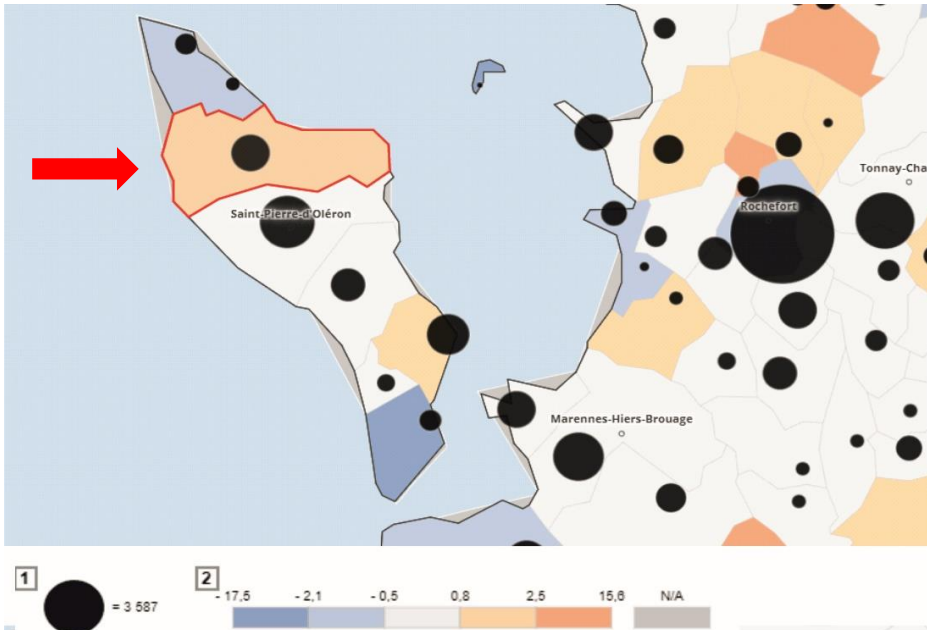 Tonnay-Cha
Saint-Pierre-d'Oléron
Rochefort
Marennes-Hiers-Brouage
1
= 3 587
2
- 17,5 - 2,1 - 0,5 0,8 2,5 15,6 N/A